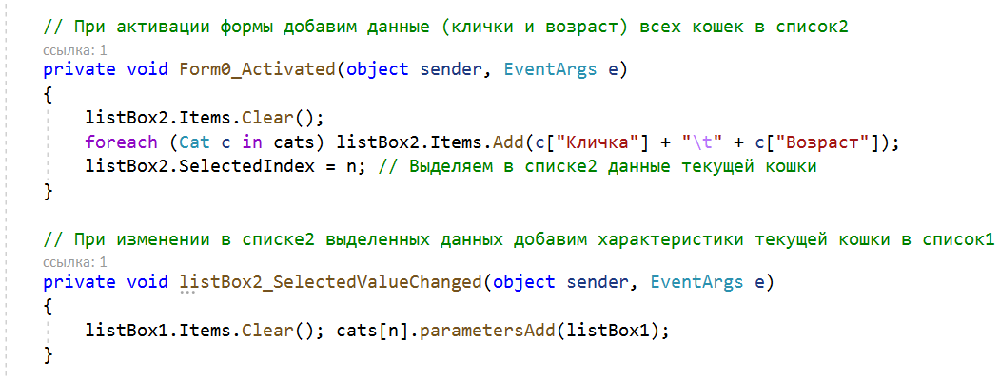 // При активации формы добавим данные (клички и возраст) всех кошек в список2
ссылка: 1
private void Form0_Activated(object sender, EventArgs e)
{
listBox2.Items.Clear();
foreach (Cat c in cats) listBox2.Items.Add(c["Кличка"] + "\t" + c["Возраст"]);
listBox2.SelectedIndex = n; // Выделяем в списке2 данные текущей кошки
}
// При изменении в списке2 выделенных данных добавим характеристики текущей кошки в список1
ссылка: 1
private void listBox2_SelectedValueChanged(object sender, EventArgs e)
{
listBox1.Items.Clear(); cats[n].parametersAdd(listBox1);
}